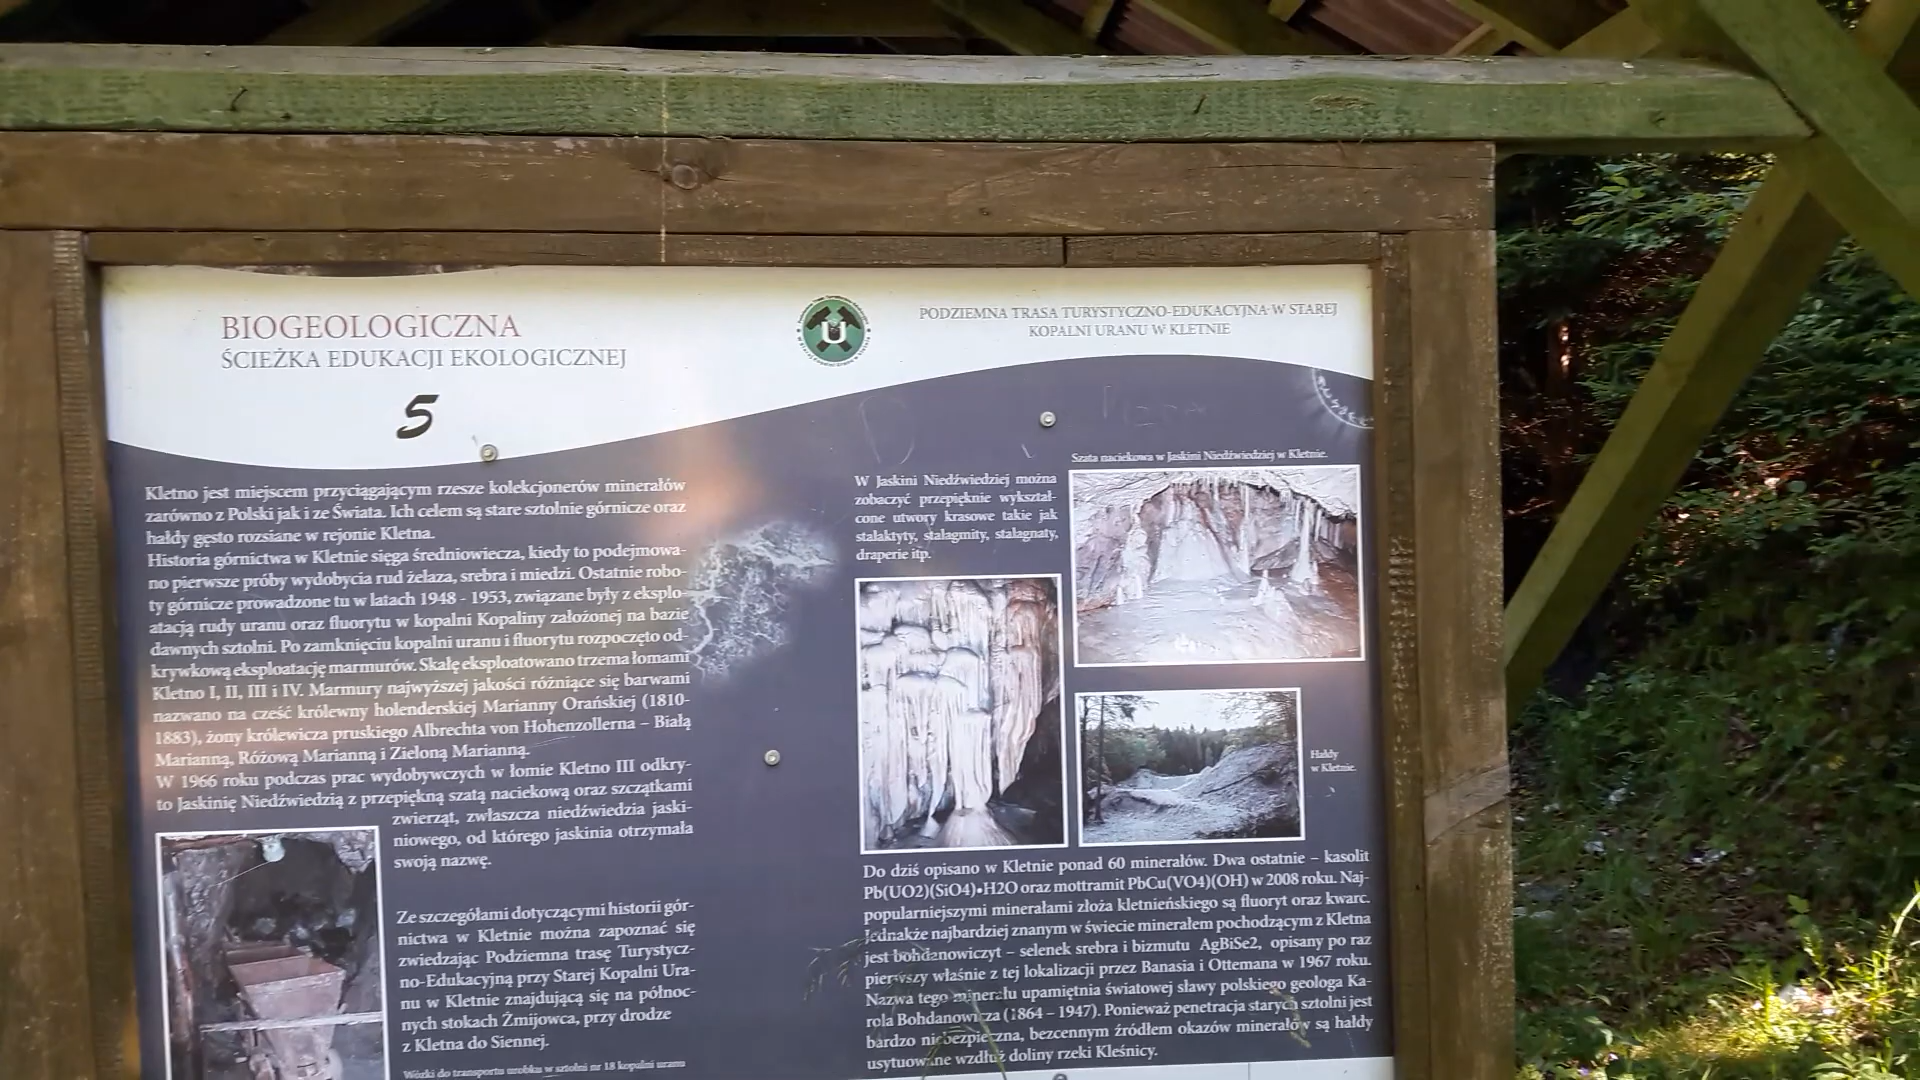 BIOGEOLOGICZNA
ŚCIEŻKA EDUKACJI EKOLOGICZNEJ
5
U
PODZIEMNA TRASA TURYSTYCZNO-EDUKACYJNA W STAREJ
KOPALNI URANU W KLETNIE
Kletno jest miejscem przyciągającym rzesze kolekcjonerów minerałów
zarówno z Polski jak i ze Świata. Ich celem są stare sztolnie górnicze oraz
hałdy gęsto rozsiane w rejonie Kletna.
Historia górnictwa w Kletnie sięga średniowiecza, kiedy to podejmowa-
no pierwsze próby wydobycia rud żelaza, srebra i miedzi. Ostatnie robo-
ty górnicze prowadzone tu w latach 1948 - 1953, związane były z eksplo-
atacją rudy uranu oraz fluorytu w kopalni Kopaliny założonej na bazie
dawnych sztolni. Po zamknięciu kopalni uranu i fluorytu rozpoczęto od-
krywkową eksploatację marmurów. Skałę eksploatowano trzema łomami
Kletno I, II, III i IV. Marmury najwyższej jakości różniące się barwami
nazwano na cześć królewny holenderskiej Marianny Orańskiej (1810-
1883), żony królewicza pruskiego Albrechta von Hohenzollerna – Białą
Marianną, Różową Marianną i Zieloną Marianną.
W 1966 roku podczas prac wydobywczych w łomie Kletno III odkry-
to Jaskinię Niedźwiedzią z przepiękną szatą naciekową oraz szczątkami
zwierząt, zwłaszcza niedźwiedzia jaski-
niowego, od którego jaskinia otrzymała
swoją nazwę.
Ze szczegółami dotyczącymi historii gór-
nictwa w Kletnie można zapoznać się
zwiedzając Podziemna trasę Turystycz-
no-Edukacyjną przy Starej Kopalni Ura-
nu w Kletnie znajdującą się na północ-
nych stokach Żmijowca, przy drodze
z Kletna do Siennej.
Wózki do transportu urobku w sztolni nr 18 kopalni uranu
W Jaskini Niedźwiedziej można
zobaczyć przepięknie wykształ-
cone utwory krasowe takie jak
stalaktyty, stalagmity, stalagnaty,
draperie itp.
Szata naciekowa w Jaskini Niedźwiedziej w Kletnie.
Hałdy
w Kletnie.
Do dziś opisano w Kletnie ponad 60 minerałów. Dwa ostatnie – kasolit
Pb(UO2)(SiO4)•H2O oraz mottramit PbCu(VO4)(OH) w 2008 roku. Naj-
popularniejszymi minerałami złoża kletnieńskiego są fluoryt oraz kwarc.
Jednakże najbardziej znanym w świecie minerałem pochodzącym z Kletna
jest bohdanowiczyt – selenek srebra i bizmutu AgBiSe2, opisany po raz
pierwszy właśnie z tej lokalizacji przez Banasia i Ottemana w 1967 roku.
Nazwa tego minerału upamiętnia światowej sławy polskiego geologa Ka-
rola Bohdanowicza (1864 – 1947). Ponieważ penetracja starych sztolni jest
bardzo niebezpieczna, bezcennym źródłem okazów minerałów są hałdy
usytuowane wzdłuż doliny rzeki Kleśnicy.